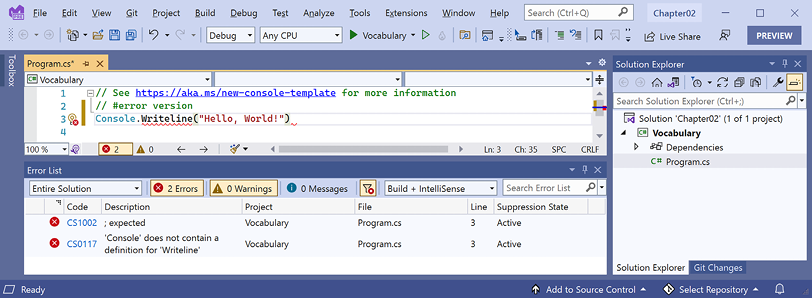 File Edit View Git Project Build Debug Test Analyze Tools Extensions Window Help Search (Ctrl+Q) Chapter02
Debug Any CPU Vocabulary Live Share PREVIEW
Toolbox
Program.cs*
Vocabulary
1 // See https://aka.ms/new-console-template for more information
2 // #error version
3 Console.Writeline("Hello, World!")
4
100 % 2 0 Ln: 3 Ch: 35 SPC CRLF
Error List
Entire Solution 2 Errors 0 Warnings 0 Messages Build + IntelliSense Search Error List
Code Description Project File Line Suppression State
CS1002 ; expected Vocabulary Program.cs 3 Active
CS0117 'Console' does not contain a definition for 'Writeline' Vocabulary Program.cs 3 Active
Solution Explorer
Search Solution Explorer (Ctrl+;)
Solution 'Chapter02' (1 of 1 project)
Vocabulary
Dependencies
C# Program.cs
Solution Explorer Git Changes
Ready Add to Source Control Select Repository